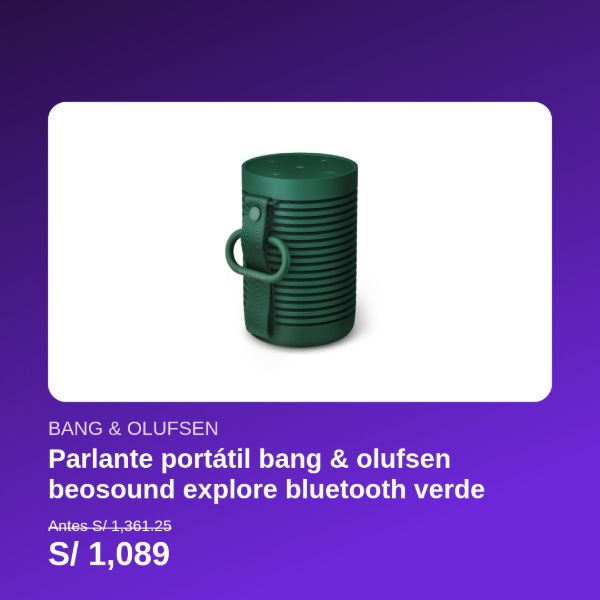 BANG & OLUFSEN
Parlante portátil bang & olufsen
beosound explore bluetooth verde
Antes S/ 1,361.25
S/ 1,089